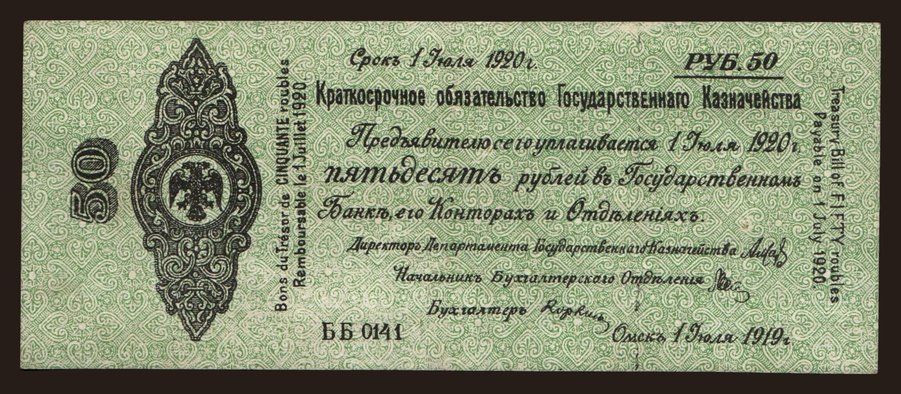 50
Bons du Trésor de CINQUANTE roubles
Remboursable le 1 Juillet 1920
Срокъ 1 Іюля 1920 г.
РУБ. 50
Краткосрочное обязательство Государственнаго Казначейства
Предъявителю сего уплачивается 1 Іюля 1920 г.
пятьдесятъ рублей въ Государственномъ
Банкѣ, его Конторахъ и Отдѣленіяхъ.
Директоръ Департамента Государственнаго Казначейства
Начальникъ Бухгалтерскаго Отдѣленія
Бухгалтеръ
ББ 0141
Омскъ 1 Іюля 1919 г
Treasury Bill of FIFTY roubles
Payable on 1 July 1920